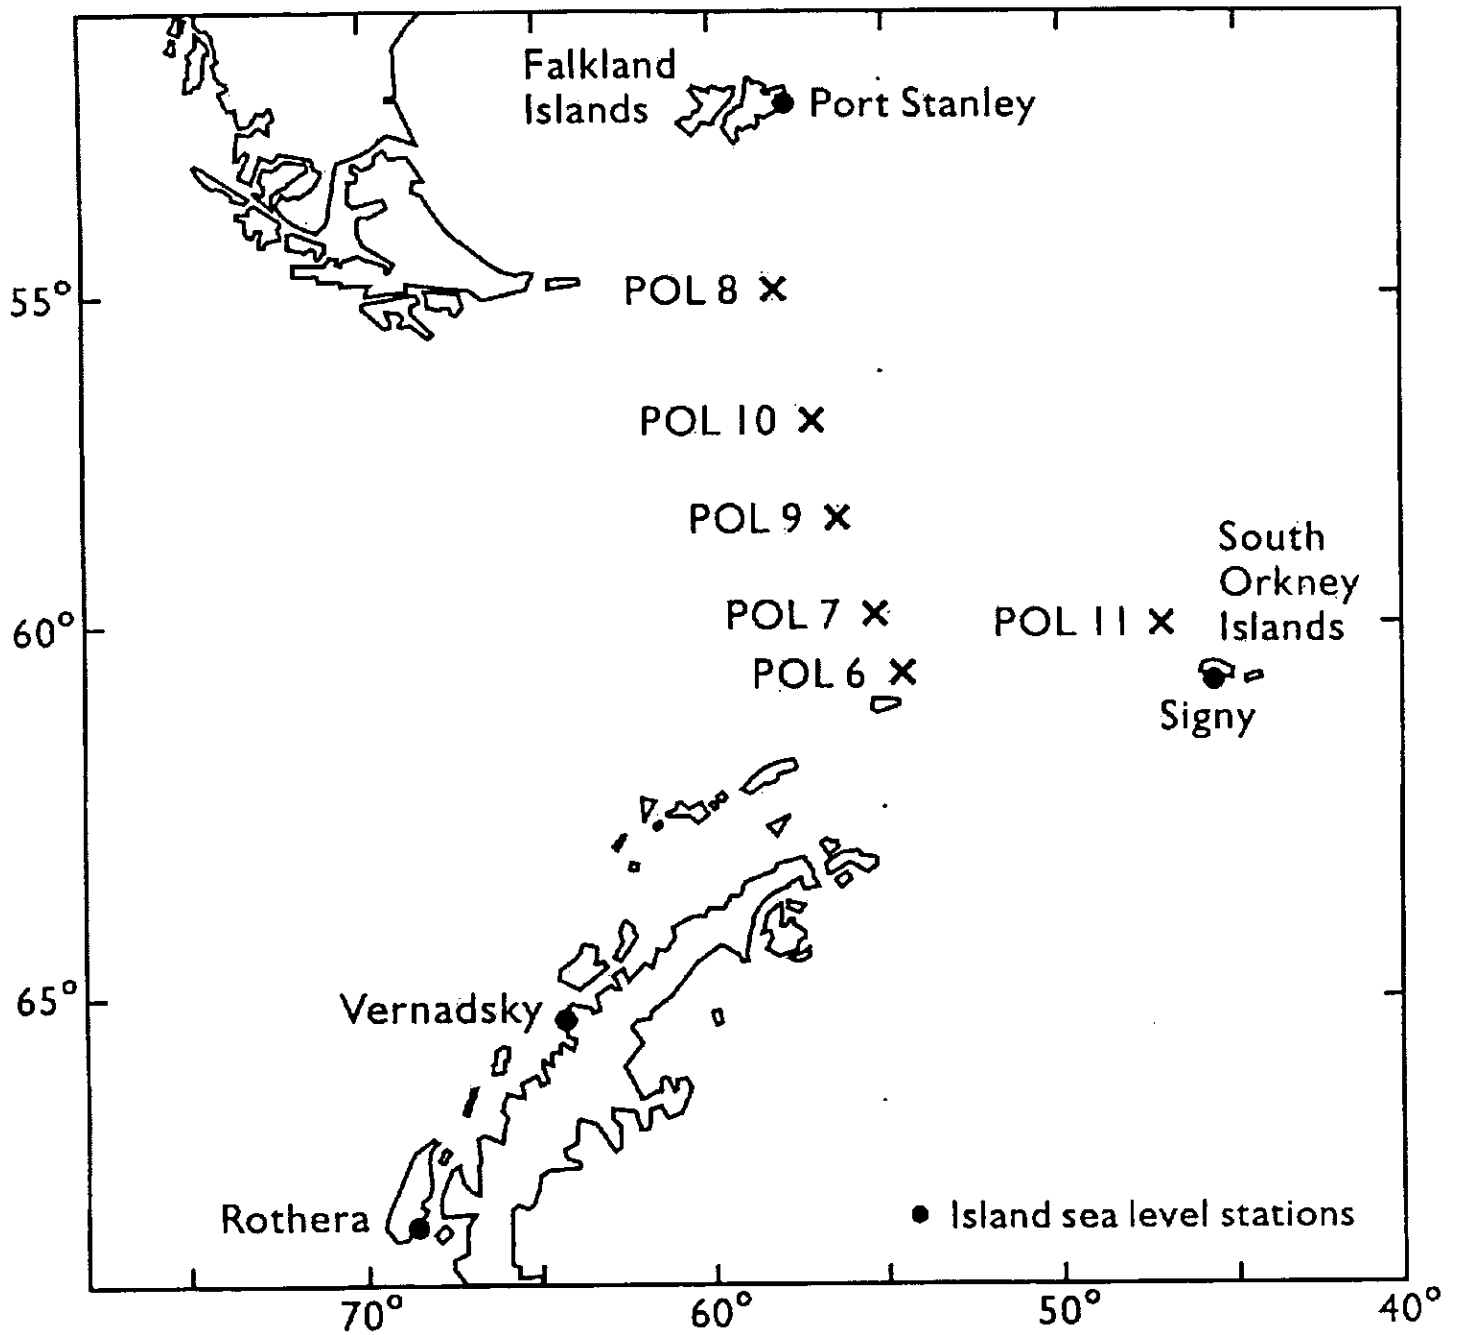 Falkland
Islands
Port Stanley
55°
POL 8
POL 10
POL 9
South
Orkney
Islands
60°
POL 7
POL 11
POL 6
Signy
65°
Vernadsky
Rothera
Island sea level stations
70°
60°
50°
40°